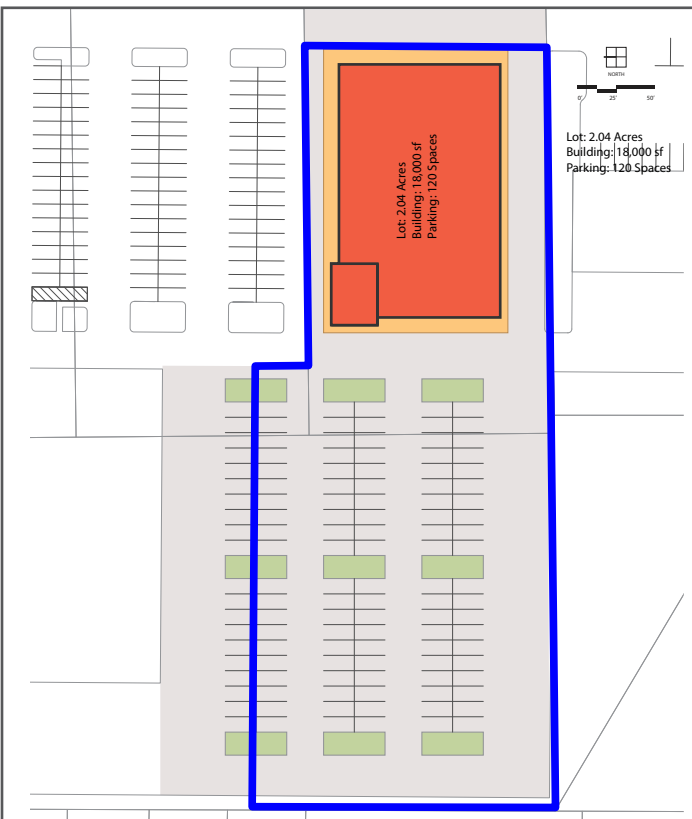 NORTH
0' 25' 50'
Lot: 2.04 Acres
Building: 18,000 sf
Parking: 120 Spaces
Lot: 2.04 Acres
Building: 18,000 sf
Parking: 120 Spaces